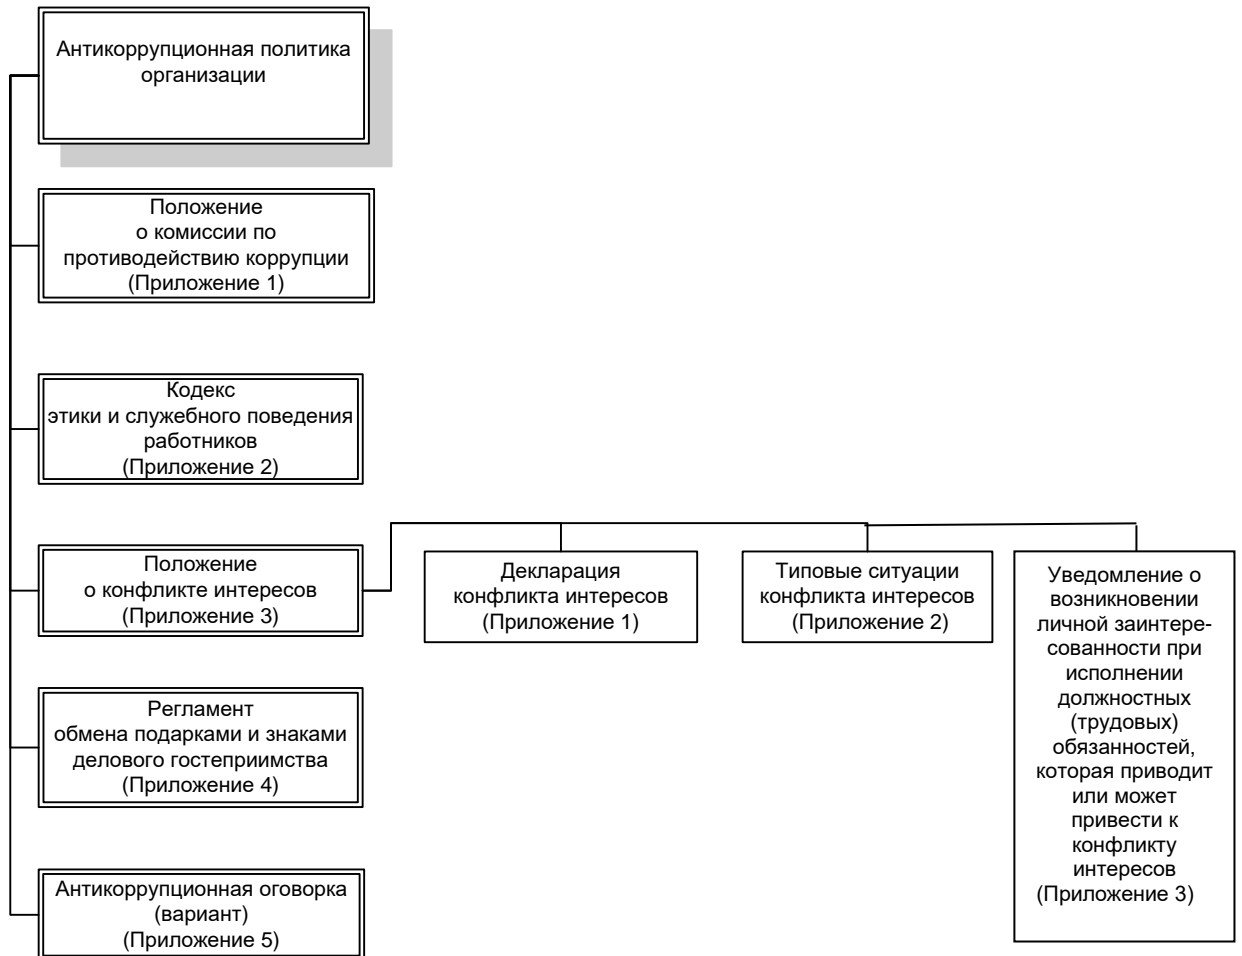 Антикоррупционная политика
организации
Положение
о комиссии по
противодействию коррупции
(Приложение 1)
Кодекс
этики и служебного поведения
работников
(Приложение 2)
Положение
о конфликте интересов
(Приложение 3)
Декларация
конфликта интересов
(Приложение 1)
Типовые ситуации
конфликта интересов
(Приложение 2)
Уведомление о
возникновении
личной заинтере-
сованности при
исполнении
должностных
(трудовых)
обязанностей,
которая приводит
или может
привести к
конфликту
интересов
(Приложение 3)
Регламент
обмена подарками и знаками
делового гостеприимства
(Приложение 4)
Антикоррупционная оговорка
(вариант)
(Приложение 5)